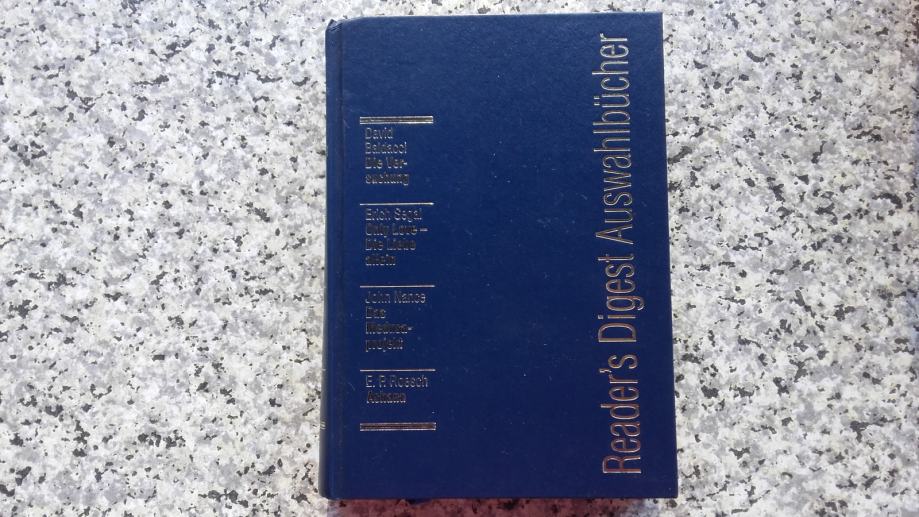 David
Baldacci
Die Ver-
suchung
Erich Segal
Only Love –
Die Liebe
allein
John Nance
Das
Medusa-
projekt
E. P. Roesch
Ashana
Reader's Digest Auswahlbücher